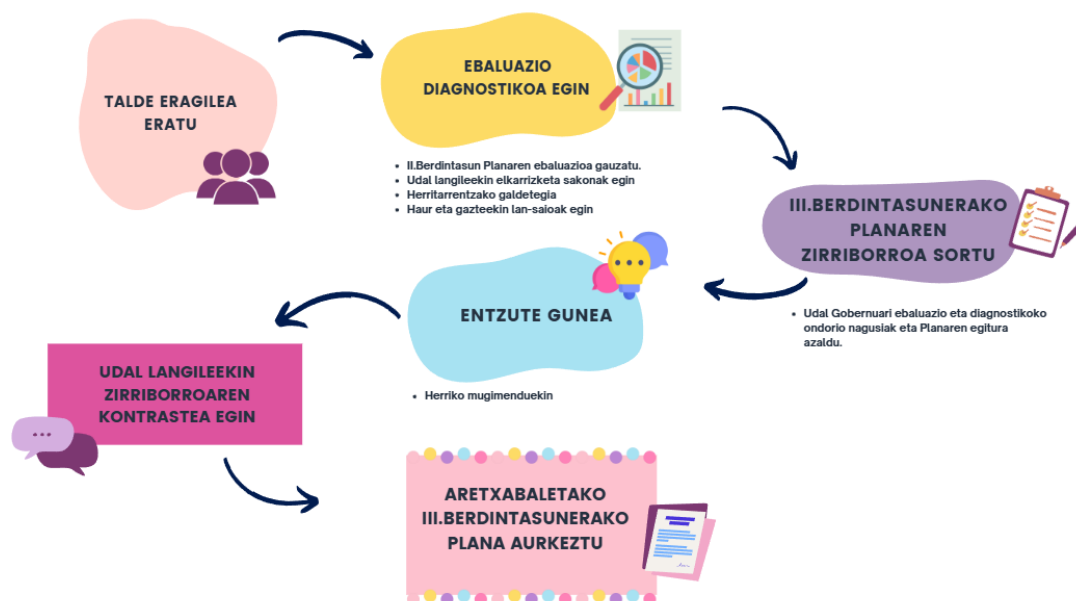 TALDE ERAGILEA
ERATU
EBALUAZIO
DIAGNOSTIKOA EGIN
• II.Berdintasun Planaren ebaluazioa gauzatu.
• Udal langileekin elkarrizketa sakonak egin
• Herritarrentzako galdetegia
• Haur eta gazteekin lan-saioak egin
III.BERDINTASUNERAKO
PLANAREN
ZIRRIBORROA SORTU
• Udal Gobernuari ebaluazio eta diagnostikoko
ondorio nagusiak eta Planaren egitura
azaldu.
ENTZUTE GUNEA
• Herriko mugimenduekin
UDAL LANGILEEKIN
ZIRRIBORROAREN
KONTRASTEA EGIN
ARETXABALETAKO
III.BERDINTASUNERAKO
PLANA AURKEZTU